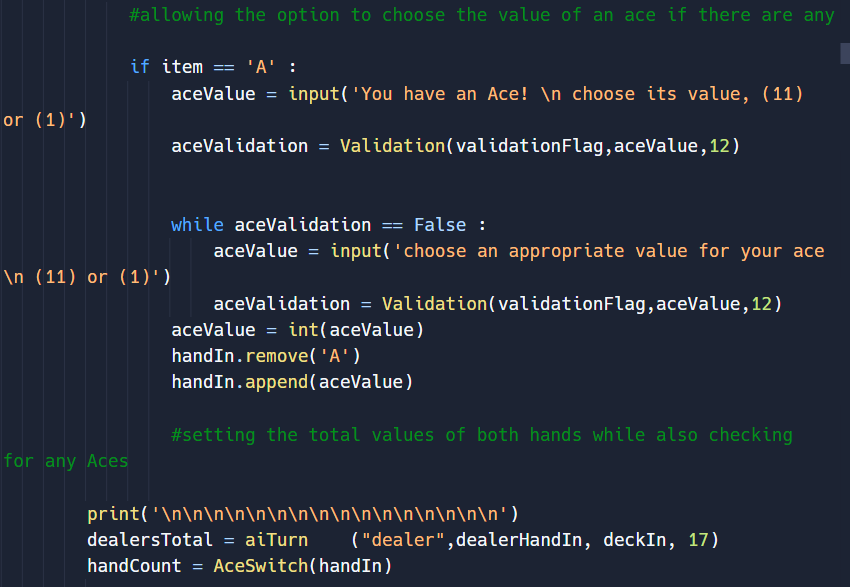 #allowing the option to choose the value of an ace if there are any
if item == 'A' :
aceValue = input('You have an Ace! \n choose its value, (11)
or (1)')
aceValidation = Validation(validationFlag,aceValue,12)
while aceValidation == False :
aceValue = input('choose an appropriate value for your ace
\n (11) or (1)')
aceValidation = Validation(validationFlag,aceValue,12)
aceValue = int(aceValue)
handIn.remove('A')
handIn.append(aceValue)
#setting the total values of both hands while also checking
for any Aces
print('\n\n\n\n\n\n\n\n\n\n\n\n\n\n\n\n')
dealersTotal = aiTurn    ("dealer",dealerHandIn, deckIn, 17)
handCount = AceSwitch(handIn)